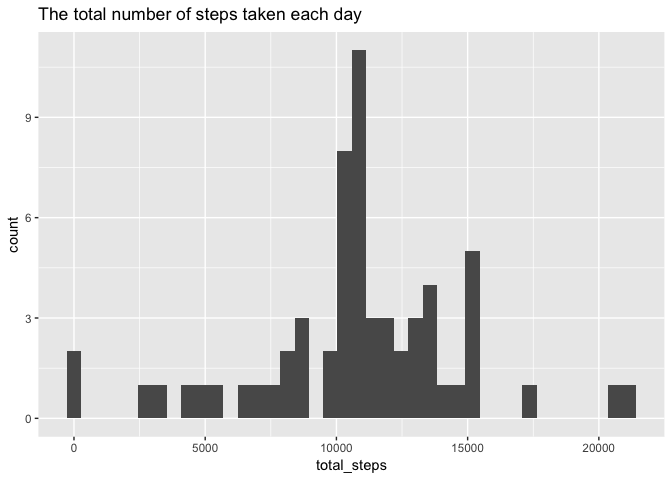 The total number of steps taken each day
9
6
3
0
count
0 5000 10000 15000 20000
total_steps